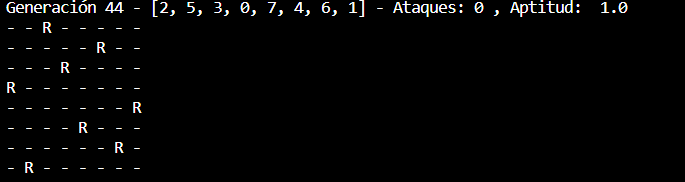 Generación 44 - [2, 5, 3, 0, 7, 4, 6, 1] - Ataques: 0 , Aptitud:  1.0
- - R - - - - -
- - - - - R - -
- - - R - - - -
R - - - - - - -
- - - - - - - R
- - - - R - - -
- - - - - - R -
- R - - - - - -